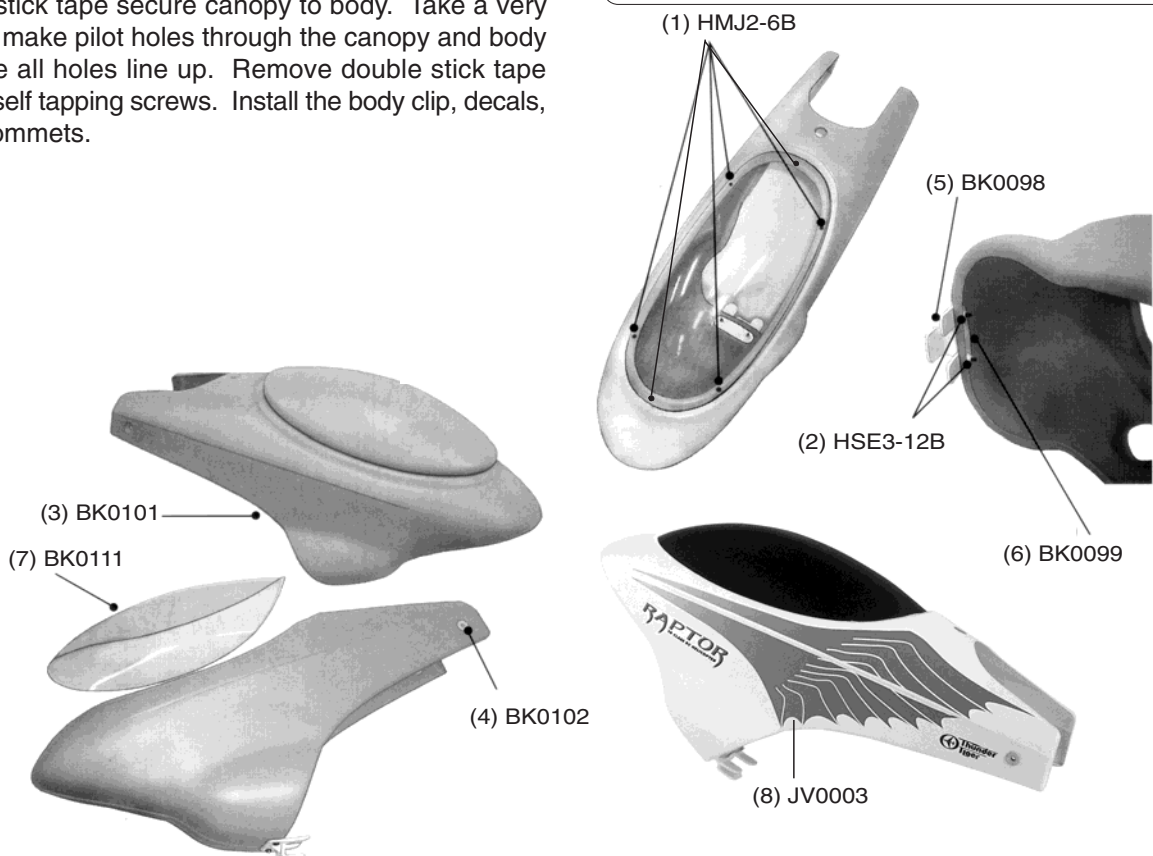 stick tape secure canopy to body. Take a very
make pilot holes through the canopy and body
all holes line up. Remove double stick tape
self tapping screws. Install the body clip, decals,
(1) HMJ2-6B
(5) BK0098
(2) HSE3-12B
(3) BK0101
(7) BK0111
(6) BK0099
(4) BK0102
RAPTOR
Thunder
Tiger
(8) JV0003